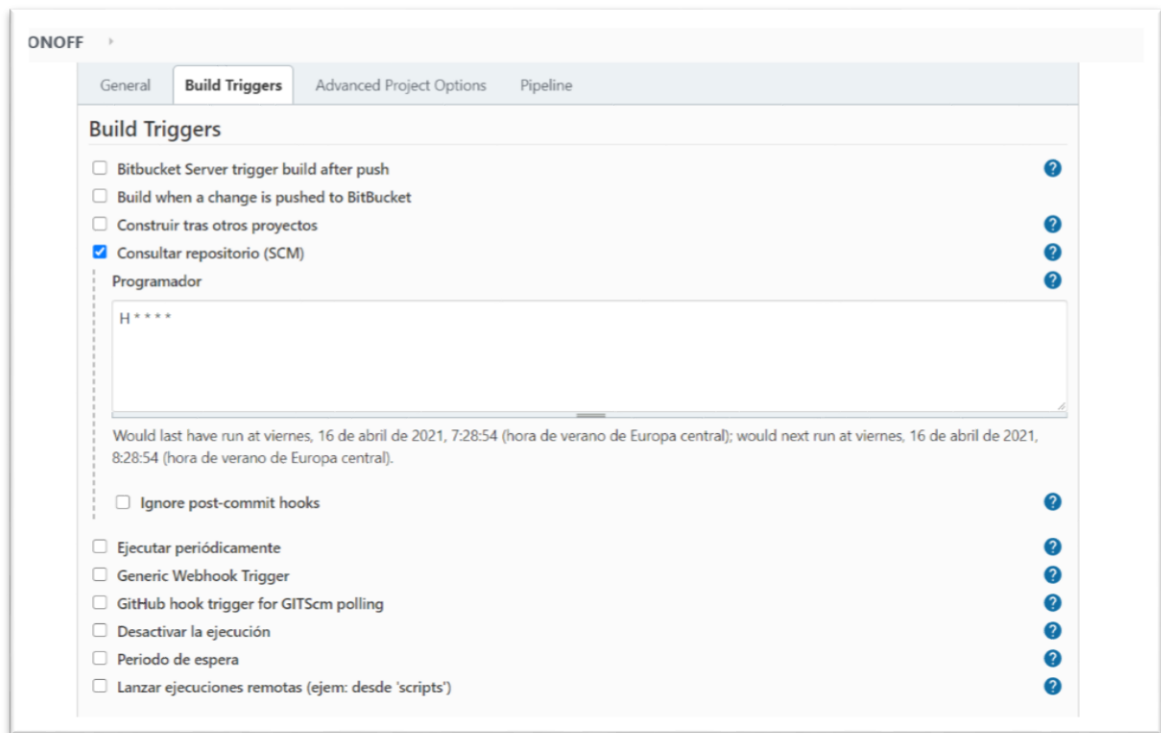 ONOFF
General Build Triggers Advanced Project Options Pipeline
Build Triggers
Bitbucket Server trigger build after push
Build when a change is pushed to BitBucket
Construir tras otros proyectos
Consultar repositorio (SCM)
Programador
H * * * *
Would last have run at viernes, 16 de abril de 2021, 7:28:54 (hora de verano de Europa central); would next run at viernes, 16 de abril de 2021,
8:28:54 (hora de verano de Europa central).
Ignore post-commit hooks
Ejecutar periódicamente
Generic Webhook Trigger
GitHub hook trigger for GITScm polling
Desactivar la ejecución
Periodo de espera
Lanzar ejecuciones remotas (ejem: desde 'scripts')